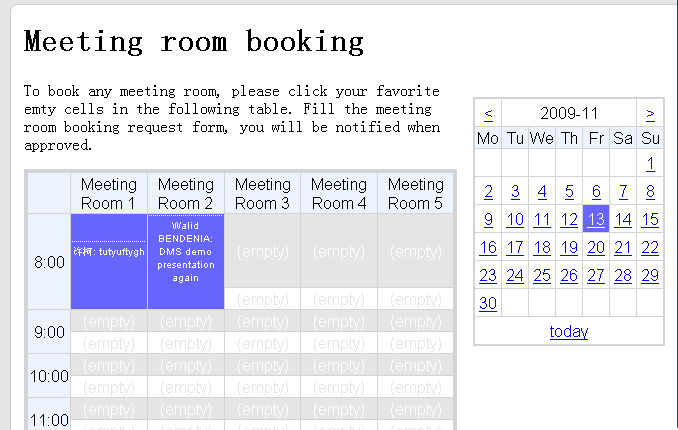 Meeting room booking
To book any meeting room, please click your favorite
emty cells in the following table. Fill the meeting
room booking request form, you will be notified when
approved.
Meeting Room 1 Meeting Room 2 Meeting Room 3 Meeting Room 4 Meeting Room 5
8:00
许柯: tutyuftygh
Walid
BENDENIA:
DMS demo
presentation
again
(empty) (empty) (empty)
(empty) (empty) (empty)
9:00
(empty) (empty) (empty) (empty) (empty)
(empty) (empty) (empty) (empty) (empty)
10:00
(empty) (empty) (empty) (empty) (empty)
(empty) (empty) (empty) (empty) (empty)
11:00
(empty) (empty) (empty) (empty) (empty)
(empty) (empty) (empty) (empty) (empty)
< 2009-11 >
Mo Tu We Th Fr Sa Su
1
2 3 4 5 6 7 8
9 10 11 12 13 14 15
16 17 18 19 20 21 22
23 24 25 26 27 28 29
30
today